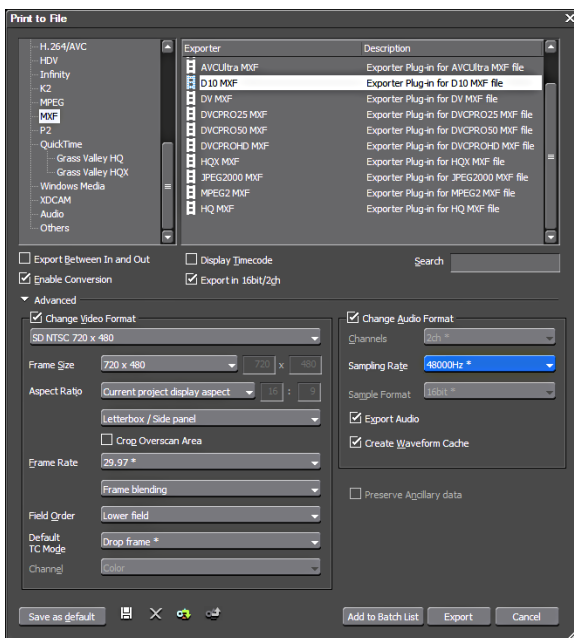 Print to File
H.264/AVC
HDV
Infinity
K2
MPEG
MXF
P2
QuickTime
Grass Valley HQ
Grass Valley HQX
Windows Media
XDCAM
Audio
Others
Exporter Description
AVCUltra MXF Exporter Plug-in for AVCUltra MXF file
D10 MXF Exporter Plug-in for D10 MXF file
DV MXF Exporter Plug-in for DV MXF file
DVCPRO25 MXF Exporter Plug-in for DVCPRO25 MXF file
DVCPRO50 MXF Exporter Plug-in for DVCPRO50 MXF file
DVCPROHD MXF Exporter Plug-in for DVCPROHD MXF file
HQX MXF Exporter Plug-in for HQX MXF file
JPEG2000 MXF Exporter Plug-in for JPEG2000 MXF file
MPEG2 MXF Exporter Plug-in for MPEG2 MXF file
HQ MXF Exporter Plug-in for HQ MXF file
Export Between In and Out Display Timecode Search
Enable Conversion Export in 16bit/2ch
Advanced
Change Video Format
SD NTSC 720 x 480
Frame Size 720 x 480 720 x 480
Aspect Ratio Current project display aspect 16 : 9
Letterbox / Side panel
Crop Overscan Area
Frame Rate 29.97 *
Frame blending
Field Order Lower field
Default
TC Mode Drop frame *
Channel Color
Change Audio Format
Channels 2ch *
Sampling Rate 48000Hz *
Sample Format 16bit *
Export Audio
Create Waveform Cache
Preserve Ancillary data
Save as default Add to Batch List Export Cancel